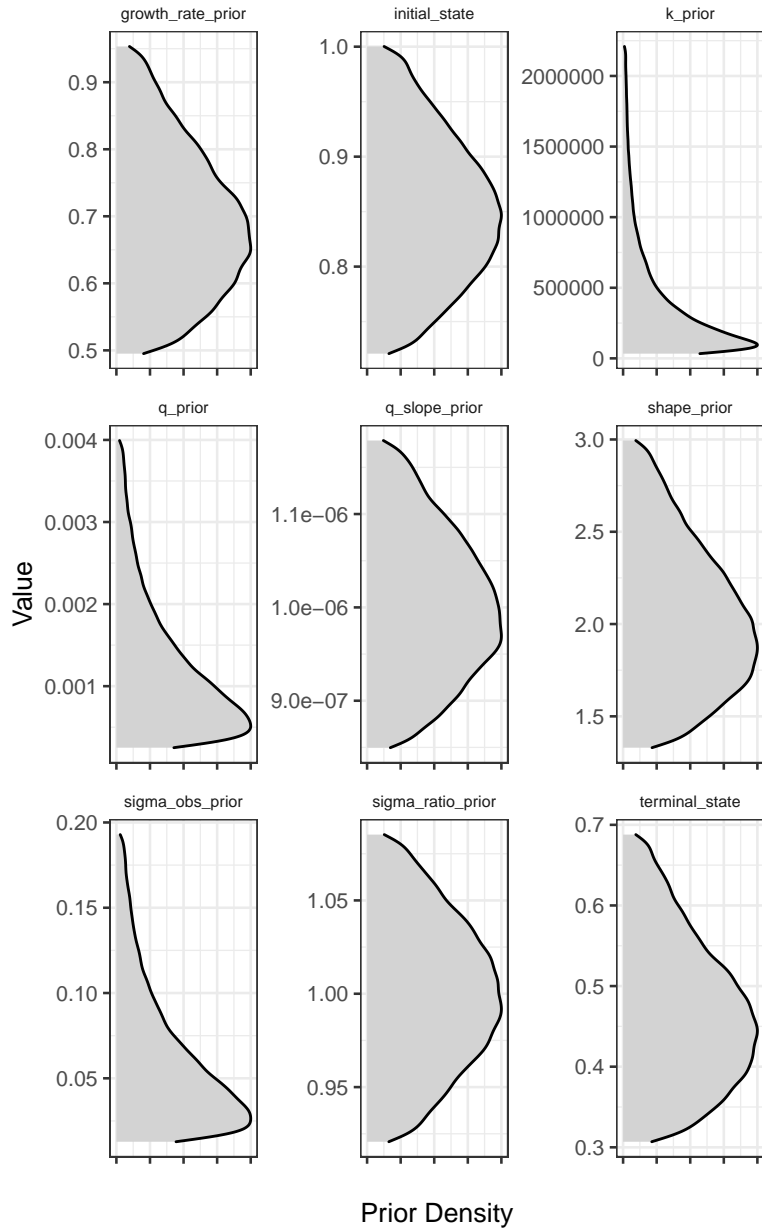 growth_rate_prior
initial_state
k_prior
0.9
0.8
0.7
0.6
0.5
1.0
0.9
0.8
2000000
1500000
1000000
500000
0
q_prior
q_slope_prior
shape_prior
0.004
0.003
0.002
0.001
1.1e−06
1.0e−06
9.0e−07
3.0
2.5
2.0
1.5
sigma_obs_prior
sigma_ratio_prior
terminal_state
0.20
0.15
0.10
0.05
1.05
1.00
0.95
0.7
0.6
0.5
0.4
0.3
Value
Prior Density